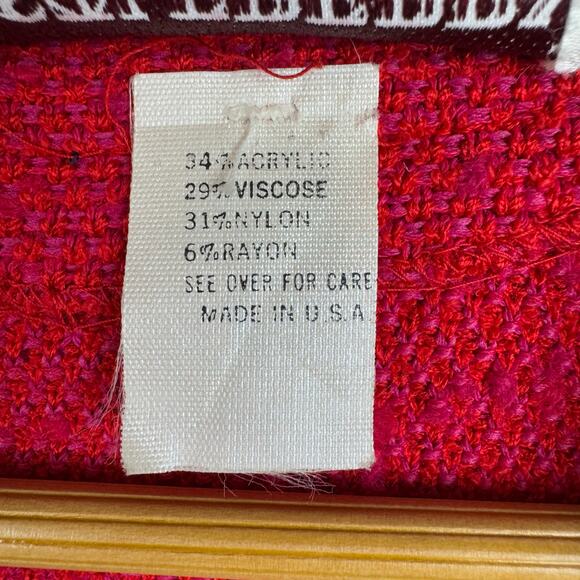 34% ACRYLIC
29% VISCOSE
31% NYLON
6% RAYON
SEE OVER FOR CARE
MADE IN U.S.A